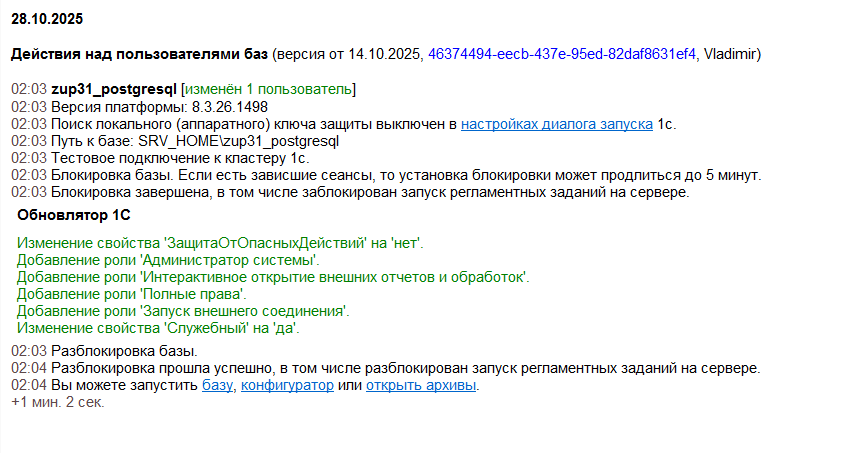 28.10.2025
Действия над пользователями баз (версия от 14.10.2025, 46374494-eecb-437e-95ed-82daf8631ef4, Vladimir)
02:03 zup31_postgresql [изменён 1 пользователь]
02:03 Версия платформы: 8.3.26.1498
02:03 Поиск локального (аппаратного) ключа защиты выключен в настройках диалога запуска 1с.
02:03 Путь к базе: SRV_HOME\zup31_postgresql
02:03 Тестовое подключение к кластеру 1с.
02:03 Блокировка базы. Если есть зависшие сеансы, то установка блокировки может продлиться до 5 минут.
02:03 Блокировка завершена, в том числе заблокирован запуск регламентных заданий на сервере.
Обновлятор 1С
Изменение свойства 'ЗащитаОтОпасныхДействий' на 'нет'.
Добавление роли 'Администратор системы'.
Добавление роли 'Интерактивное открытие внешних отчетов и обработок'.
Добавление роли 'Полные права'.
Добавление роли 'Запуск внешнего соединения'.
Изменение свойства 'Служебный' на 'да'.
02:03 Разблокировка базы.
02:04 Разблокировка прошла успешно, в том числе разблокирован запуск регламентных заданий на сервере.
02:04 Вы можете запустить базу, конфигуратор или открыть архивы.
+1 мин. 2 сек.